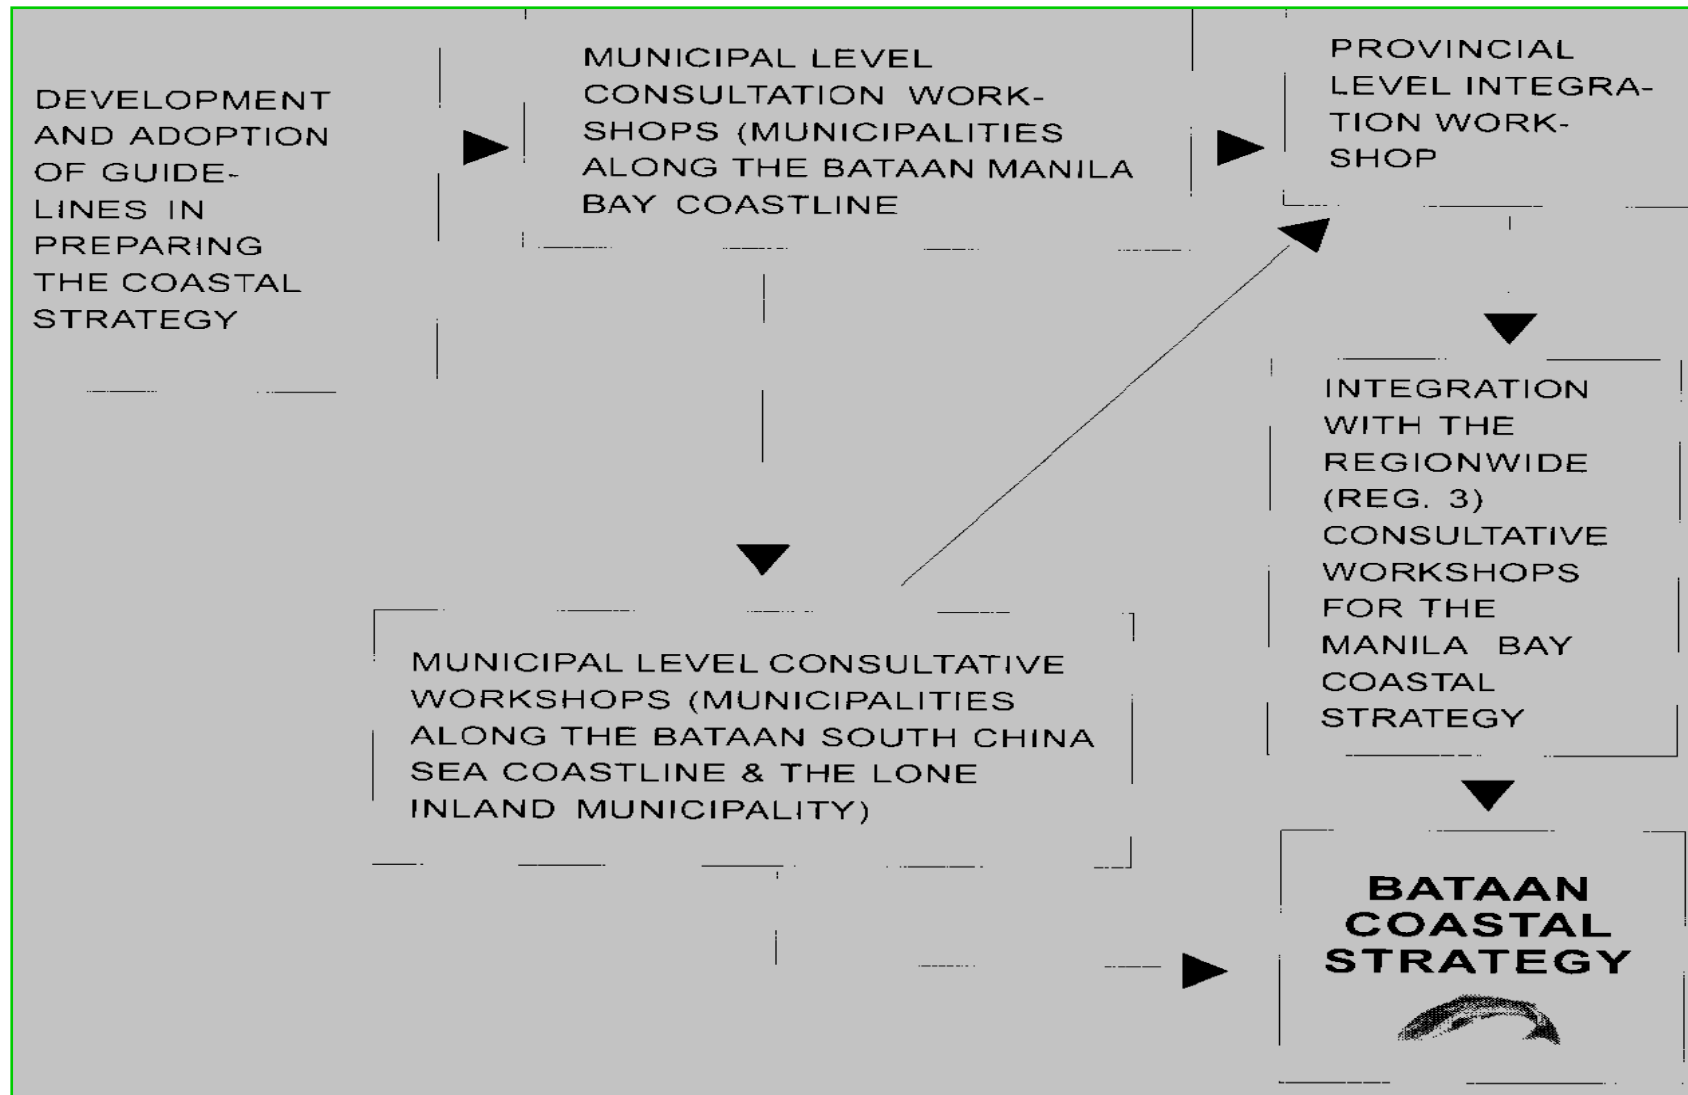 DEVELOPMENT
AND ADOPTION
OF GUIDE-
LINES IN
PREPARING
THE COASTAL
STRATEGY
MUNICIPAL LEVEL
CONSULTATION WORK-
SHOPS (MUNICIPALITIES
ALONG THE BATAAN MANILA
BAY COASTLINE
PROVINCIAL
LEVEL INTEGRA-
TION WORK-
SHOP
INTEGRATION
WITH THE
REGIONWIDE
(REG. 3)
CONSULTATIVE
WORKSHOPS
FOR THE
MANILA BAY
COASTAL
STRATEGY
MUNICIPAL LEVEL CONSULTATIVE
WORKSHOPS (MUNICIPALITIES
ALONG THE BATAAN SOUTH CHINA
SEA COASTLINE & THE LONE
INLAND MUNICIPALITY)
BATAAN
COASTAL
STRATEGY